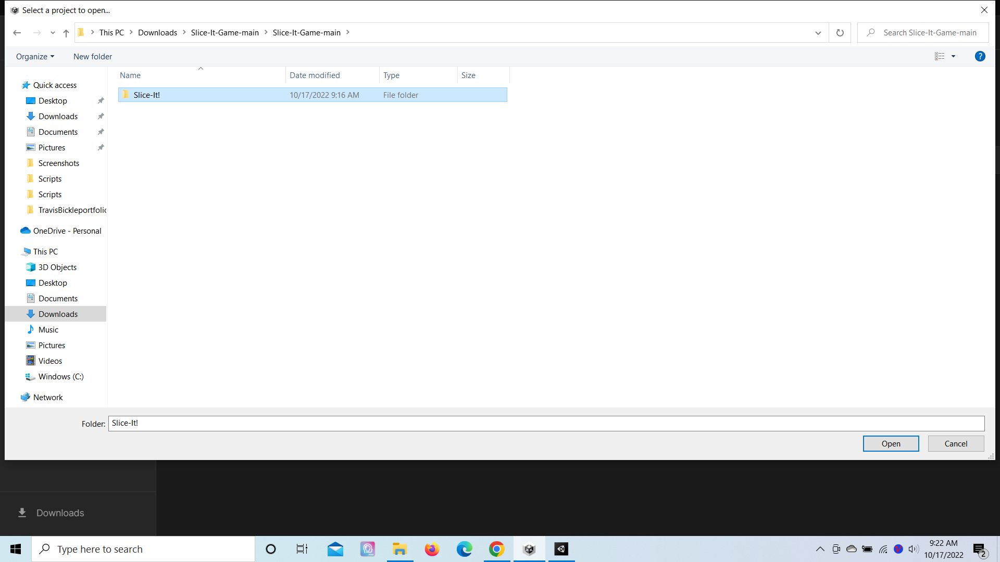 Select a project to open...
This PC > Downloads > Slice-It-Game-main > Slice-It-Game-main >
Search Slice-It-Game-main
Organize
New folder
?
Name
Date modified
Type
Size
Slice-It!
10/17/2022 9:16 AM
File folder
Quick access
Desktop
Downloads
Documents
Pictures
Screenshots
Scripts
Scripts
TravisBickleportfolic
OneDrive - Personal
This PC
3D Objects
Desktop
Documents
Downloads
Music
Pictures
Videos
Windows (C:)
Network
Folder: Slice-It!
Open
Cancel
Downloads
Type here to search
9:22 AM
10/17/2022
2